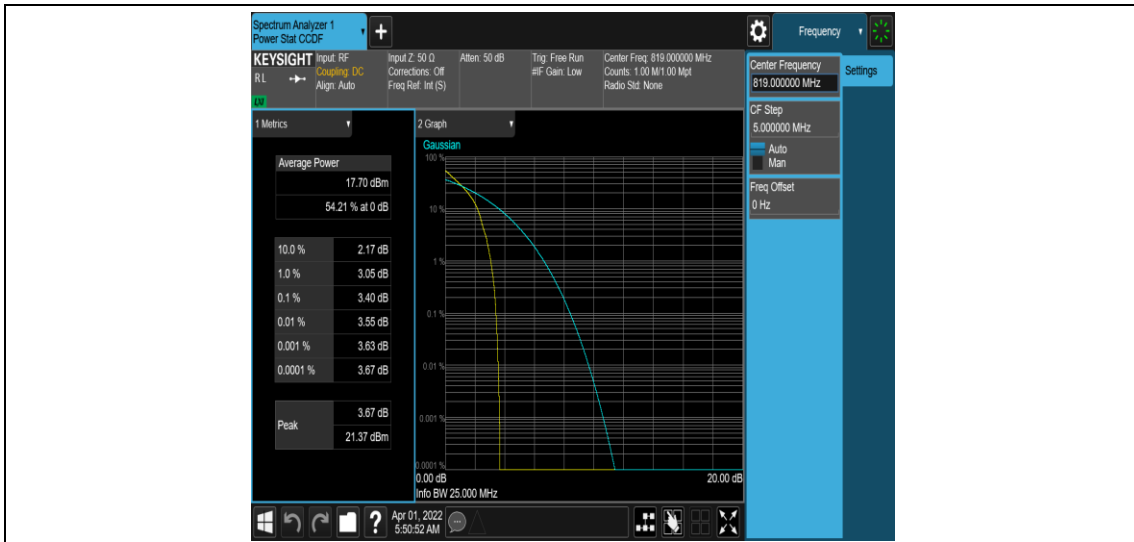 Spectrum Analyzer 1
Power Stat CCDF
+
Frequency
KEYSIGHT
RL
LXI
Input: RF
Coupling: DC
Align: Auto
Input Z: 50 Ω
Corrections: Off
Freq Ref: Int (S)
Atten: 50 dB
Trig: Free Run
#IF Gain: Low
Center Freq: 819.000000 MHz
Counts: 1.00 M/1.00 Mpt
Radio Std: None
Center Frequency
819.000000 MHz
Settings
CF Step
5.000000 MHz
Auto
Man
Freq Offset
0 Hz
1 Metrics
Average Power
17.70 dBm
54.21 % at 0 dB
10.0 % 2.17 dB
1.0 % 3.05 dB
0.1 % 3.40 dB
0.01 % 3.55 dB
0.001 % 3.63 dB
0.0001 % 3.67 dB
Peak
3.67 dB
21.37 dBm
2 Graph
Gaussian
100 %
10 %
1 %
0.1 %
0.01 %
0.001 %
0.0001 %
0.00 dB 20.00 dB
Info BW 25.000 MHz
?
Apr 01, 2022
5:50:52 AM